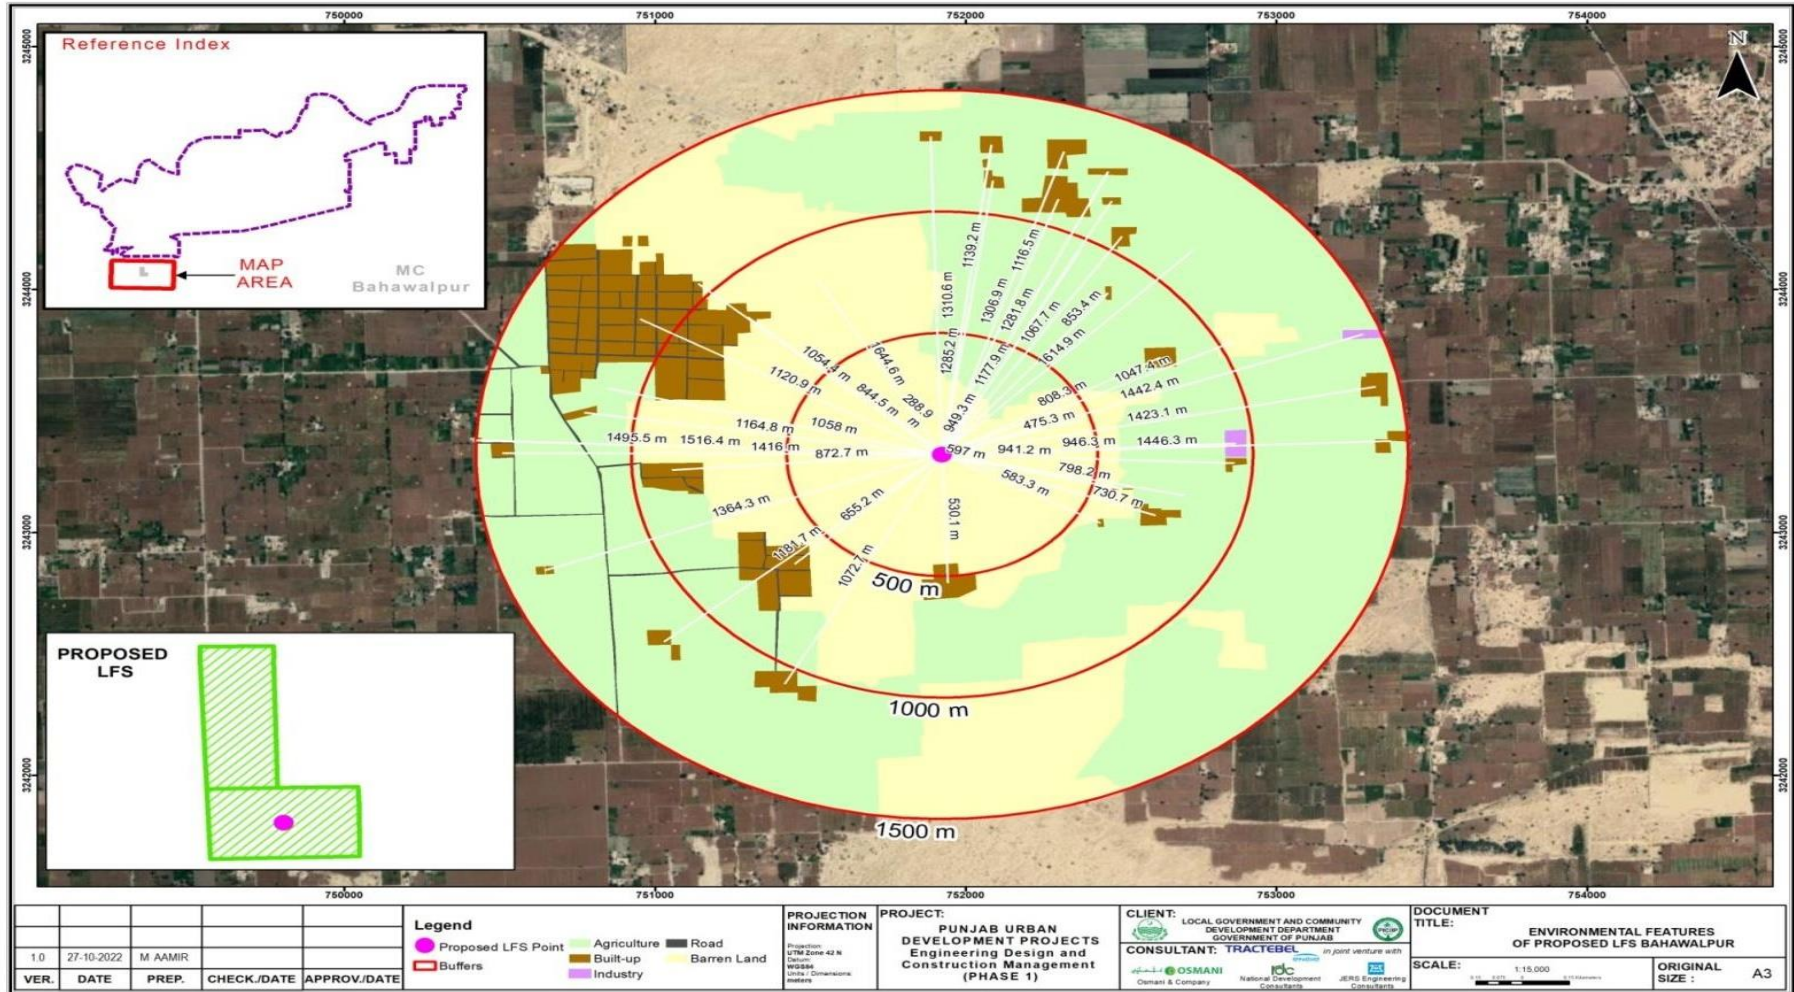 750000
751000
752000
753000
754000
3245000
3244000
3243000
3242000
3245000
3244000
3243000
3242000
Reference Index
MAP
AREA
MC
Bahawalpur
N
1310.6 m
1139.2 m
1116.5 m
1306.9 m
1281.8 m
1067.7 m
853.4 m
1614.9 m
1285.2 m
1177.9 m
949.3 m
1644.6 m
288.9
1054.4 m
844.5 m
1120.9 m
808.3 m
1047.4 m
475.3 m
1442.4 m
1423.1 m
1164.8 m
1058 m
1495.5 m
1516.4 m
1416 m
872.7 m
597 m
941.2 m
946.3 m
1446.3 m
798.2 m
583.3 m
730.7 m
1364.3 m
655.2 m
530.1 m
1181.7 m
1072.7 m
500 m
1000 m
1500 m
PROPOSED
LFS
750000
751000
752000
753000
754000
1.0
27-10-2022
M AAMIR
VER.
DATE
PREP.
CHECK./DATE
APPROV./DATE
Legend
Proposed LFS Point
Buffers
Agriculture
Built-up
Industry
Road
Barren Land
PROJECTION
INFORMATION
Projection:
UTM Zone 42 N
Datum:
WGS84
Units / Dimensions
meters
PROJECT:
PUNJAB URBAN
DEVELOPMENT PROJECTS
Engineering Design and
Construction Management
(PHASE 1)
CLIENT:
LOCAL GOVERNMENT AND COMMUNITY
DEVELOPMENT DEPARTMENT
GOVERNMENT OF PUNJAB
CONSULTANT:
TRACTEBEL
in joint venture with
OSMANI
Osmani & Company
National Development
Consultants
JERS Engineering
Consultants
DOCUMENT
TITLE:
ENVIRONMENTAL FEATURES
OF PROPOSED LFS BAHAWALPUR
SCALE:
1:15,000
ORIGINAL
SIZE :
A3